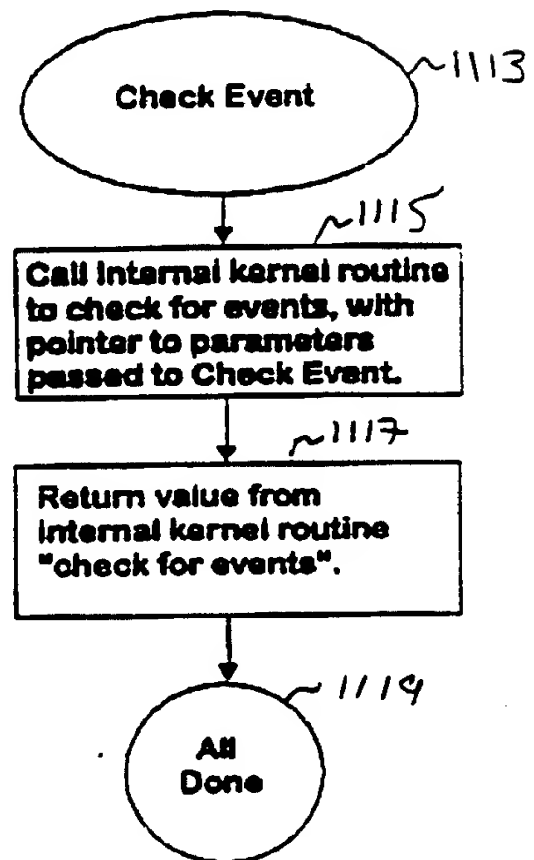 Check Event
1113
1115
Call Internal kernel routine
to check for events, with
pointer to parameters
passed to Check Event.
1117
Return value from
internal kernel routine
"check for events".
1119
All
Done